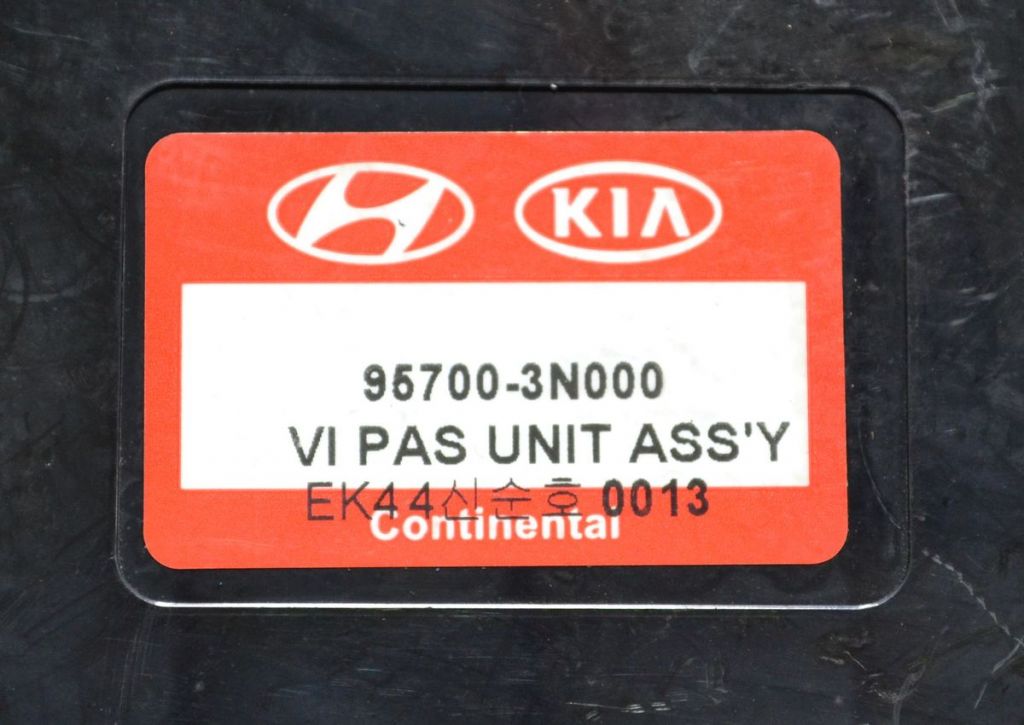 KIA
95700-3N000
VI PAS UNIT ASS'Y
EK44신순호 0013
Continental